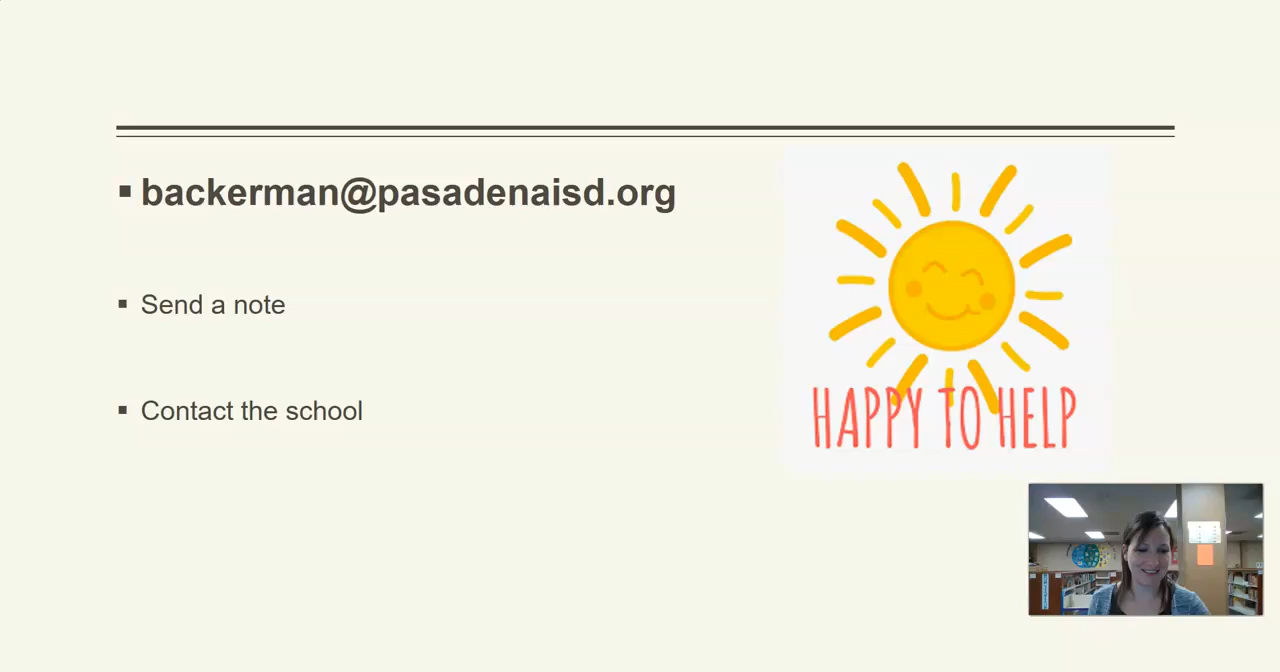 backerman@pasadenaisd.org
Send a note
Contact the school
HAPPY TO HELP